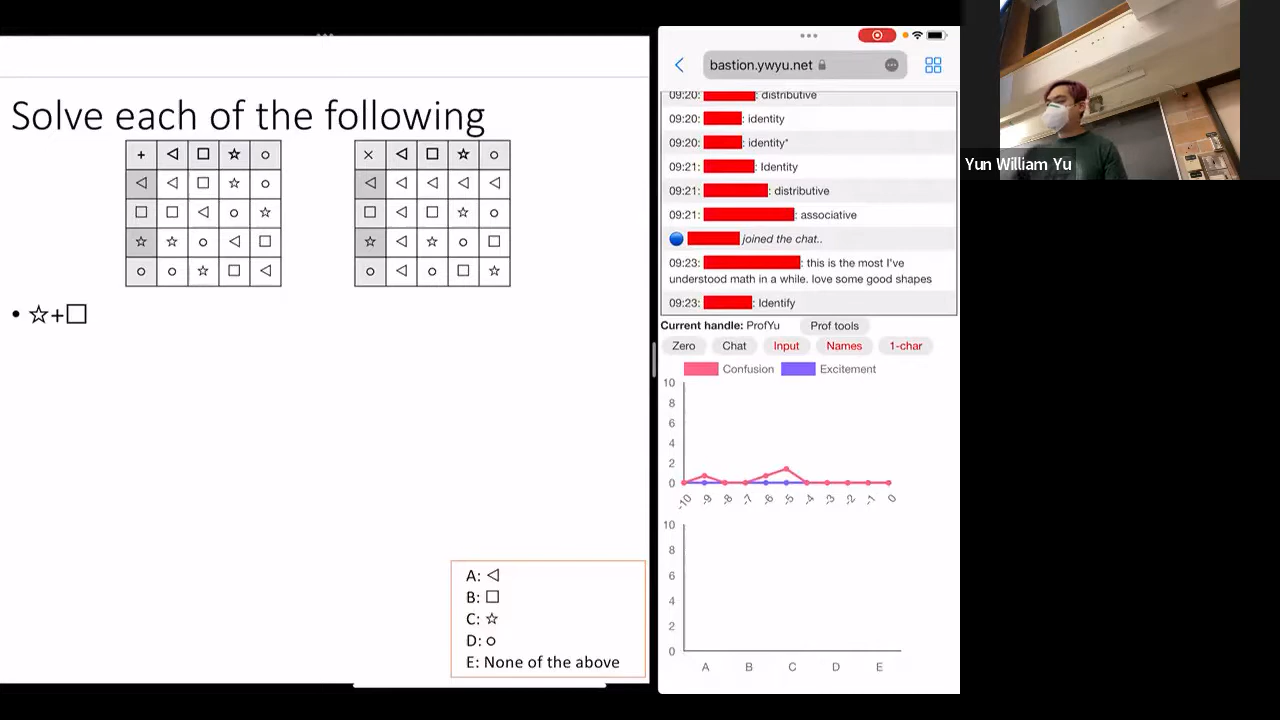 Solve each of the following
+ ◁ □ ☆ ○
◁ ◁ □ ☆ ○
□ □ ◁ ○ ☆
☆ ☆ ○ ◁ □
○ ○ ☆ □ ◁
× ◁ □ ☆ ○
◁ ◁ ◁ ◁ ◁
□ ◁ □ ☆ ○
☆ ◁ ☆ ○ □
○ ◁ ○ □ ☆
• ☆+□
A: ◁
B: □
C: ☆
D: ○
E: None of the above
bastion.ywyu.net
09:20: : distributive
09:20: : identity
09:20: : identity*
09:21: : Identity
09:21: : distributive
09:21: : associative
joined the chat..
09:23: : this is the most I've
understood math in a while. love some good shapes
09:23: : Identify
Current handle: ProfYu Prof tools
Zero Chat Input Names 1-char
Confusion Excitement
10
8
6
4
2
0
-10 -9 -8 -7 -6 -5 -4 -3 -2 -1 0
10
8
6
4
2
0
A B C D E
Yun William Yu